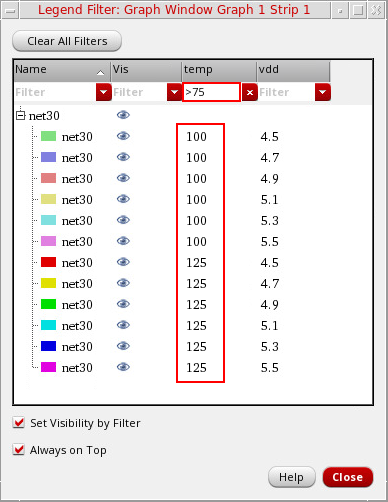 Legend Filter: Graph Window Graph 1 Strip 1
Clear All Filters
Name Vis temp vdd
Filter Filter >75 Filter
net30
net30 100 4.5
net30 100 4.7
net30 100 4.9
net30 100 5.1
net30 100 5.3
net30 100 5.5
net30 125 4.5
net30 125 4.7
net30 125 4.9
net30 125 5.1
net30 125 5.3
net30 125 5.5
Set Visibility by Filter
Always on Top
Help Close